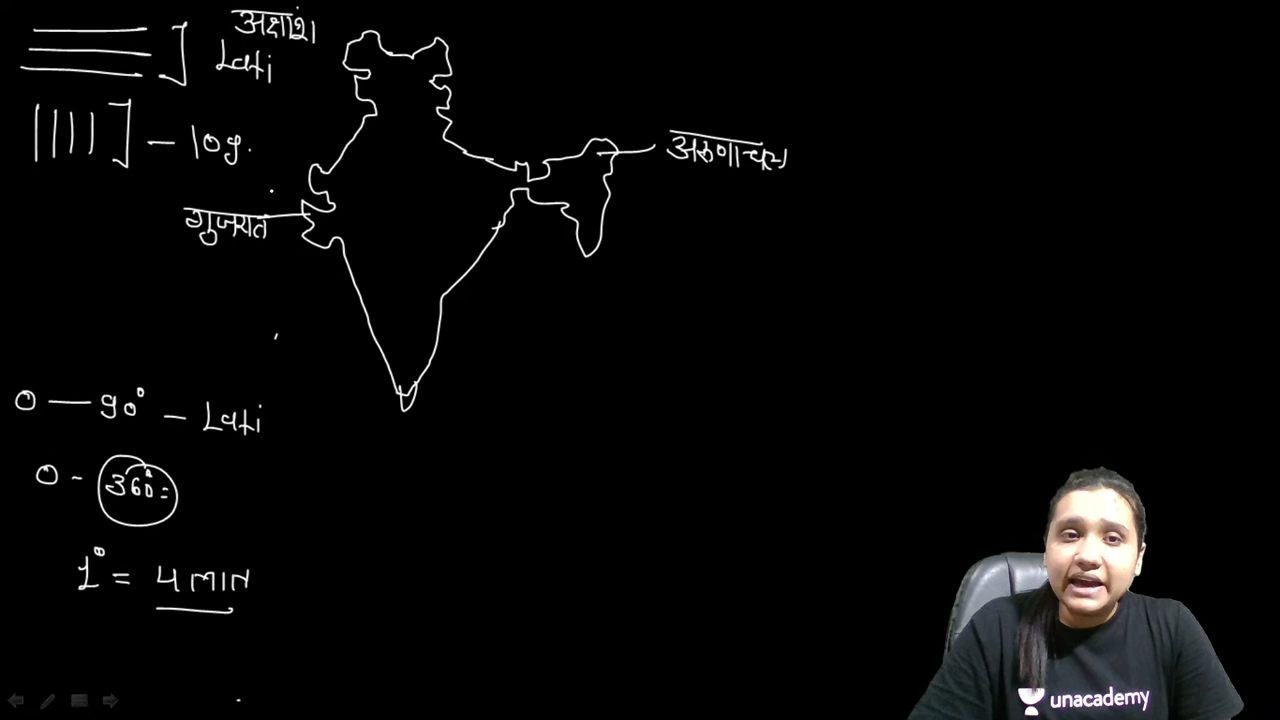 अक्षांश
Lati
log.
अरुणाचल
गुजरात
0 — 90° - Lati
0 - 360° =
1° = 4 min
unacademy